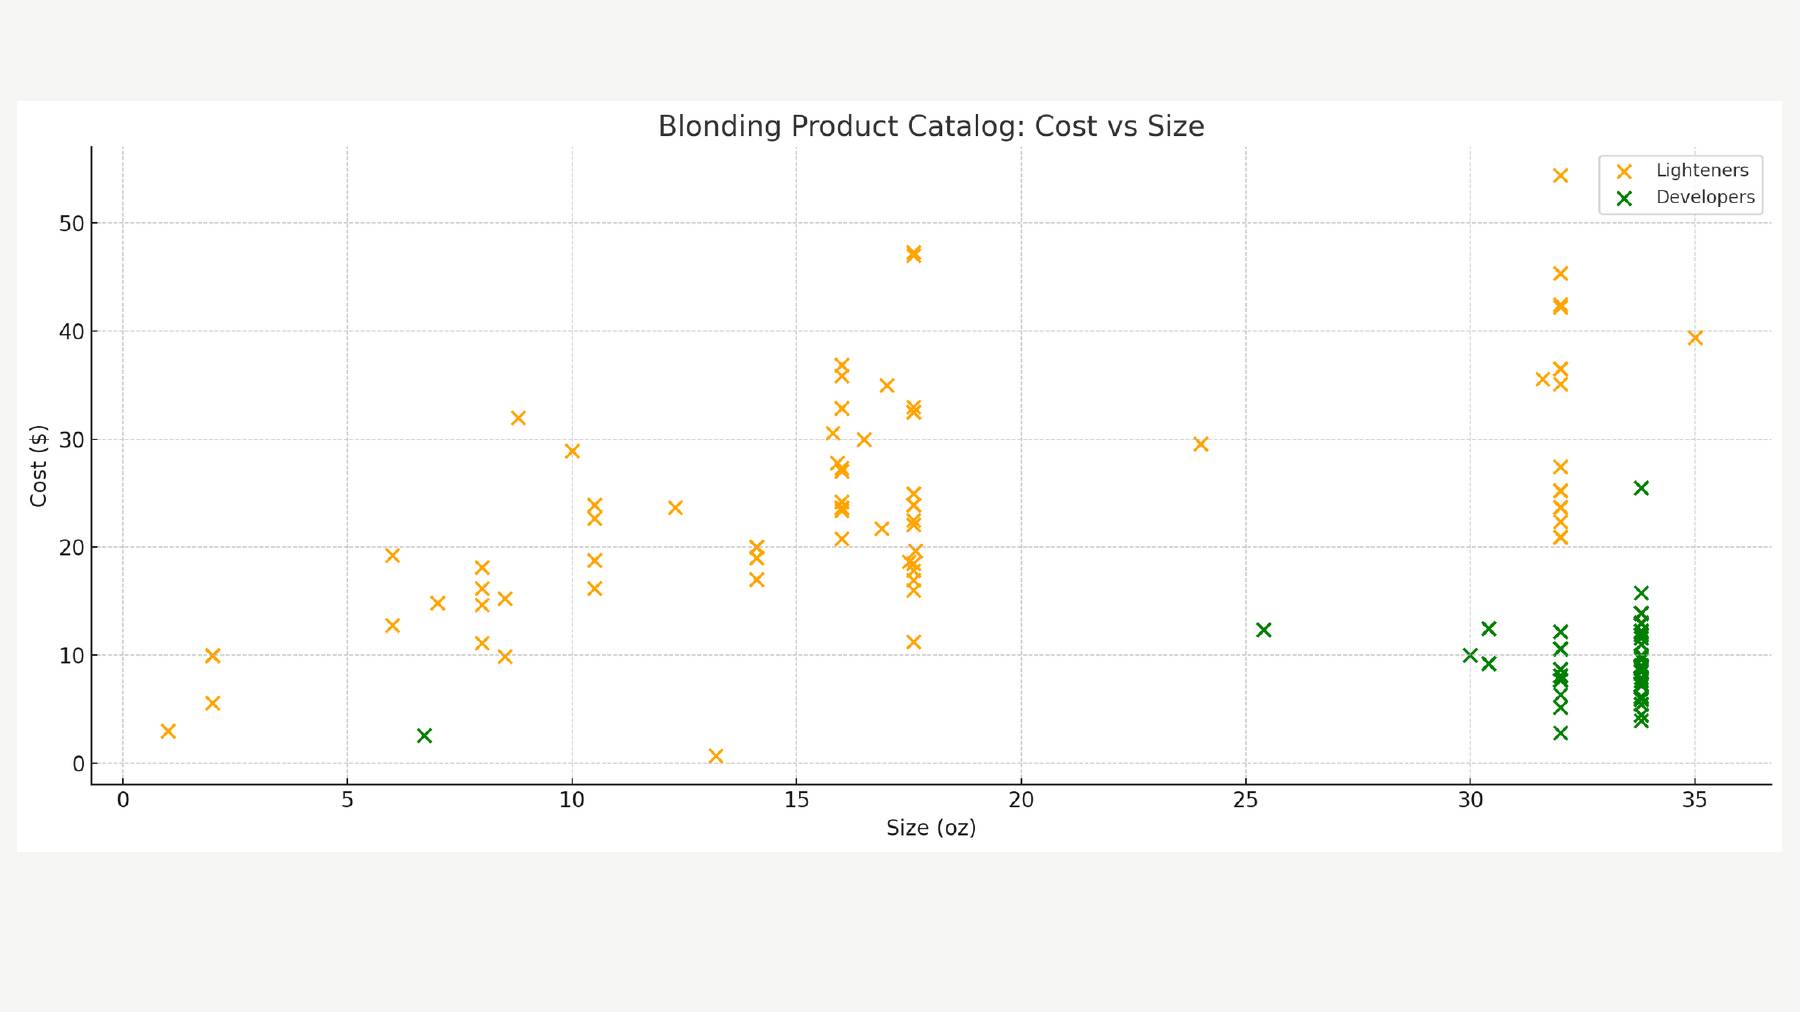 Blonding Product Catalog: Cost vs Size
Lighteners
Developers
Cost ($)
50
40
30
20
10
0
0 5 10 15 20 25 30 35
Size (oz)